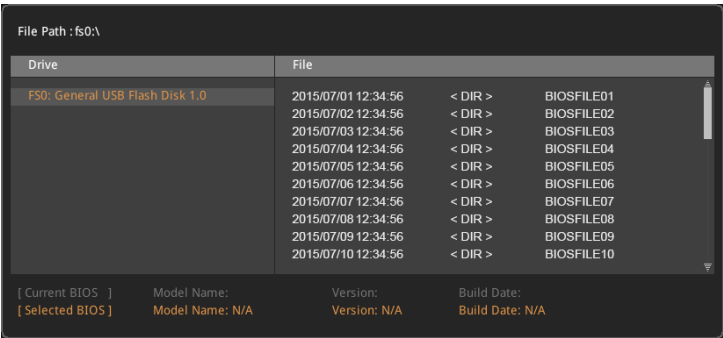 File Path : fs0:\
Drive File
FS0: General USB Flash Disk 1.0
2015/07/01 12:34:56 < DIR > BIOSFILE01
2015/07/02 12:34:56 < DIR > BIOSFILE02
2015/07/03 12:34:56 < DIR > BIOSFILE03
2015/07/04 12:34:56 < DIR > BIOSFILE04
2015/07/05 12:34:56 < DIR > BIOSFILE05
2015/07/06 12:34:56 < DIR > BIOSFILE06
2015/07/07 12:34:56 < DIR > BIOSFILE07
2015/07/08 12:34:56 < DIR > BIOSFILE08
2015/07/09 12:34:56 < DIR > BIOSFILE09
2015/07/10 12:34:56 < DIR > BIOSFILE10
[ Current BIOS ] Model Name: Version: Build Date:
[ Selected BIOS ] Model Name: N/A Version: N/A Build Date: N/A